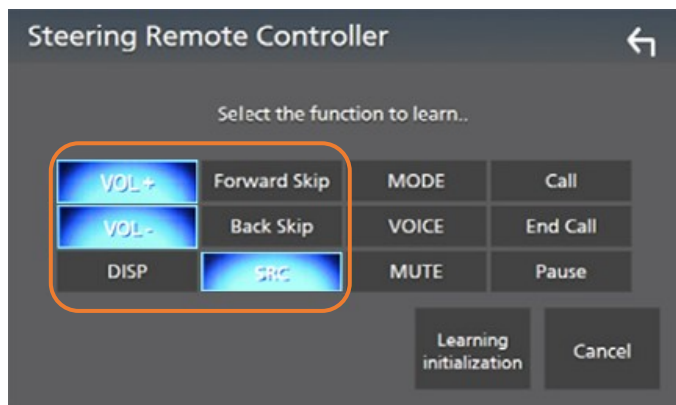 Steering Remote Controller
Select the function to learn..
VOL+ Forward Skip MODE Call
VOL- Back Skip VOICE End Call
DISP SRC MUTE Pause
Learning
initialization
Cancel